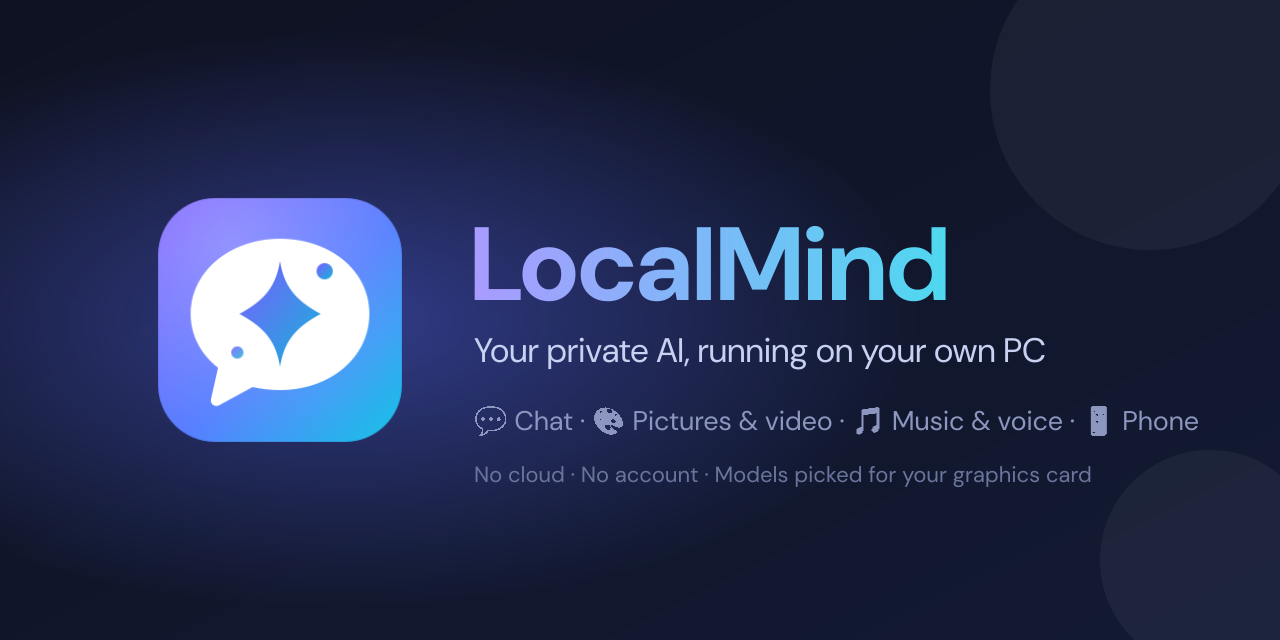 LocalMind
Your private AI, running on your own PC
💬 Chat · 🎨 Pictures & video · 🎵 Music & voice · 📱 Phone
No cloud · No account · Models picked for your graphics card